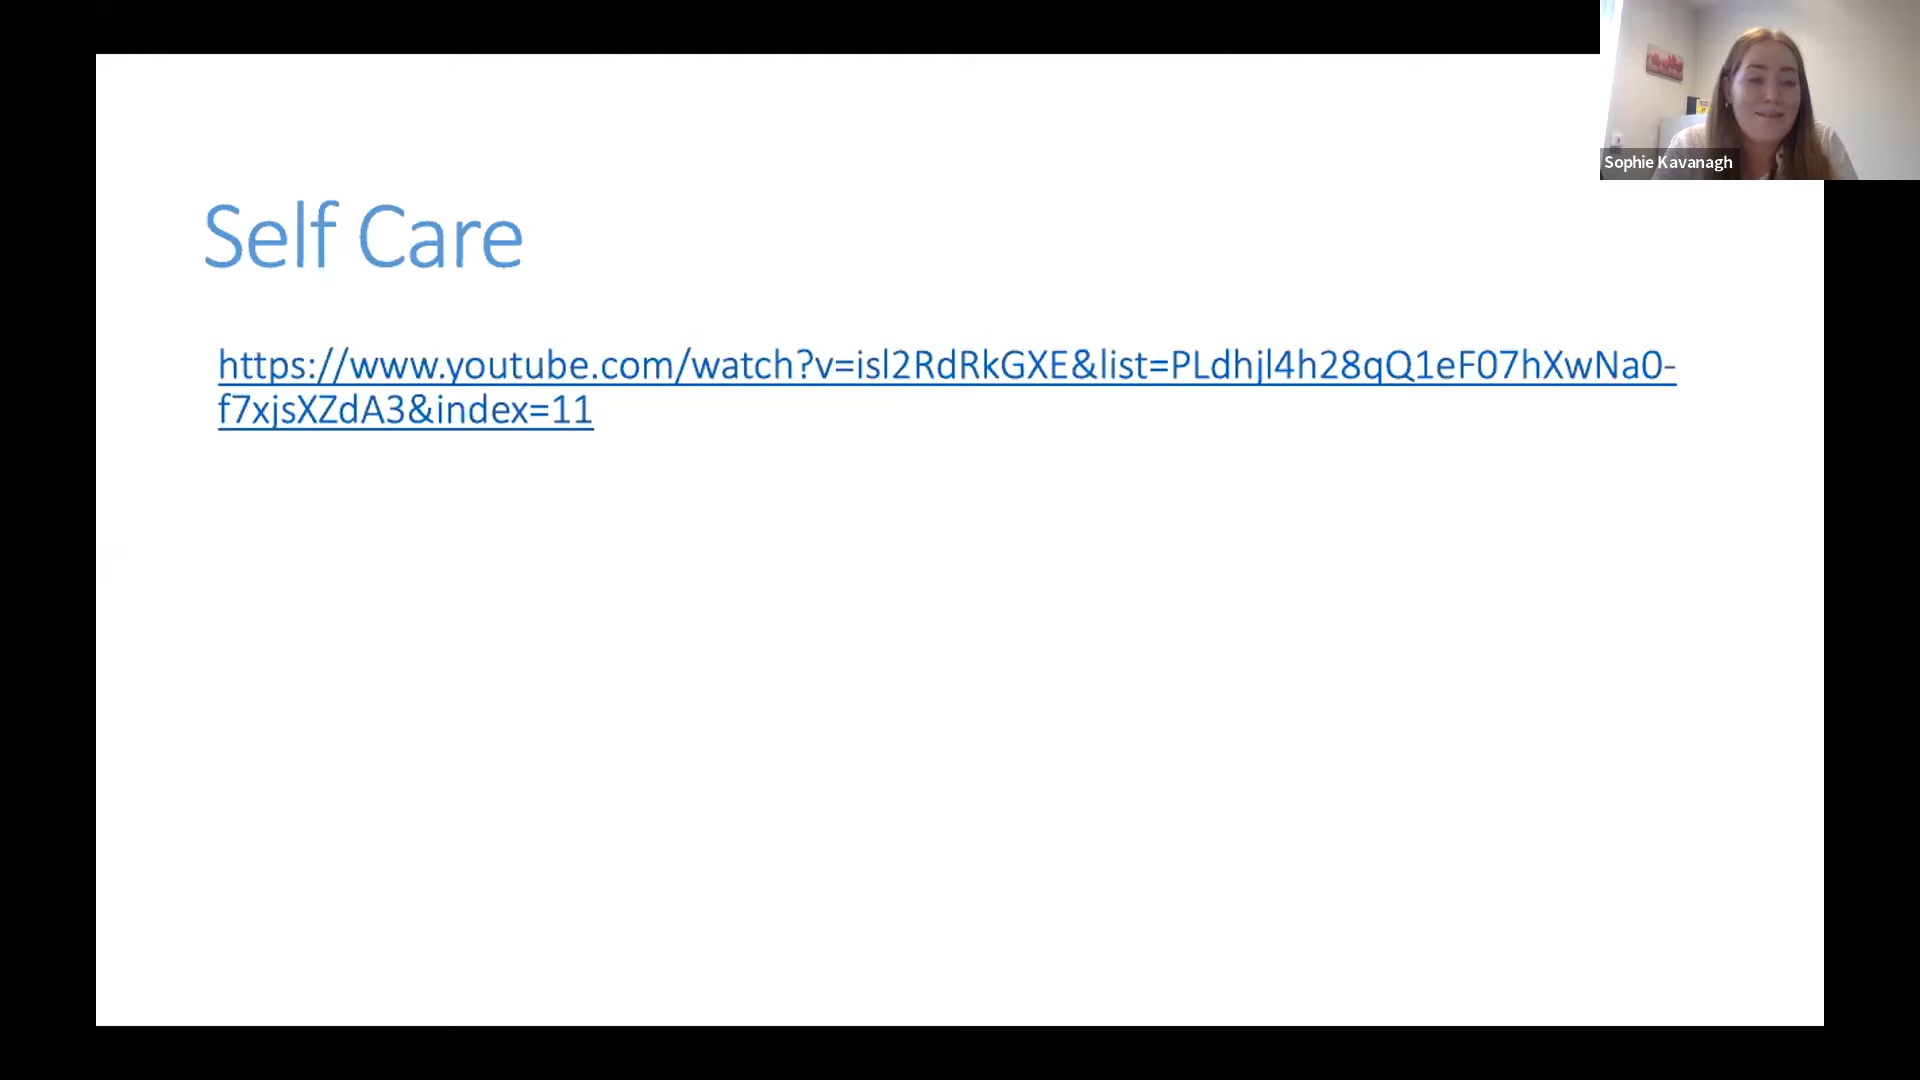 Self Care
https://www.youtube.com/watch?v=isl2RdRkGXE&list=PLdhjl4h28qQ1eF07hXwNa0-
f7xjsXZdA3&index=11
Sophie Kavanagh